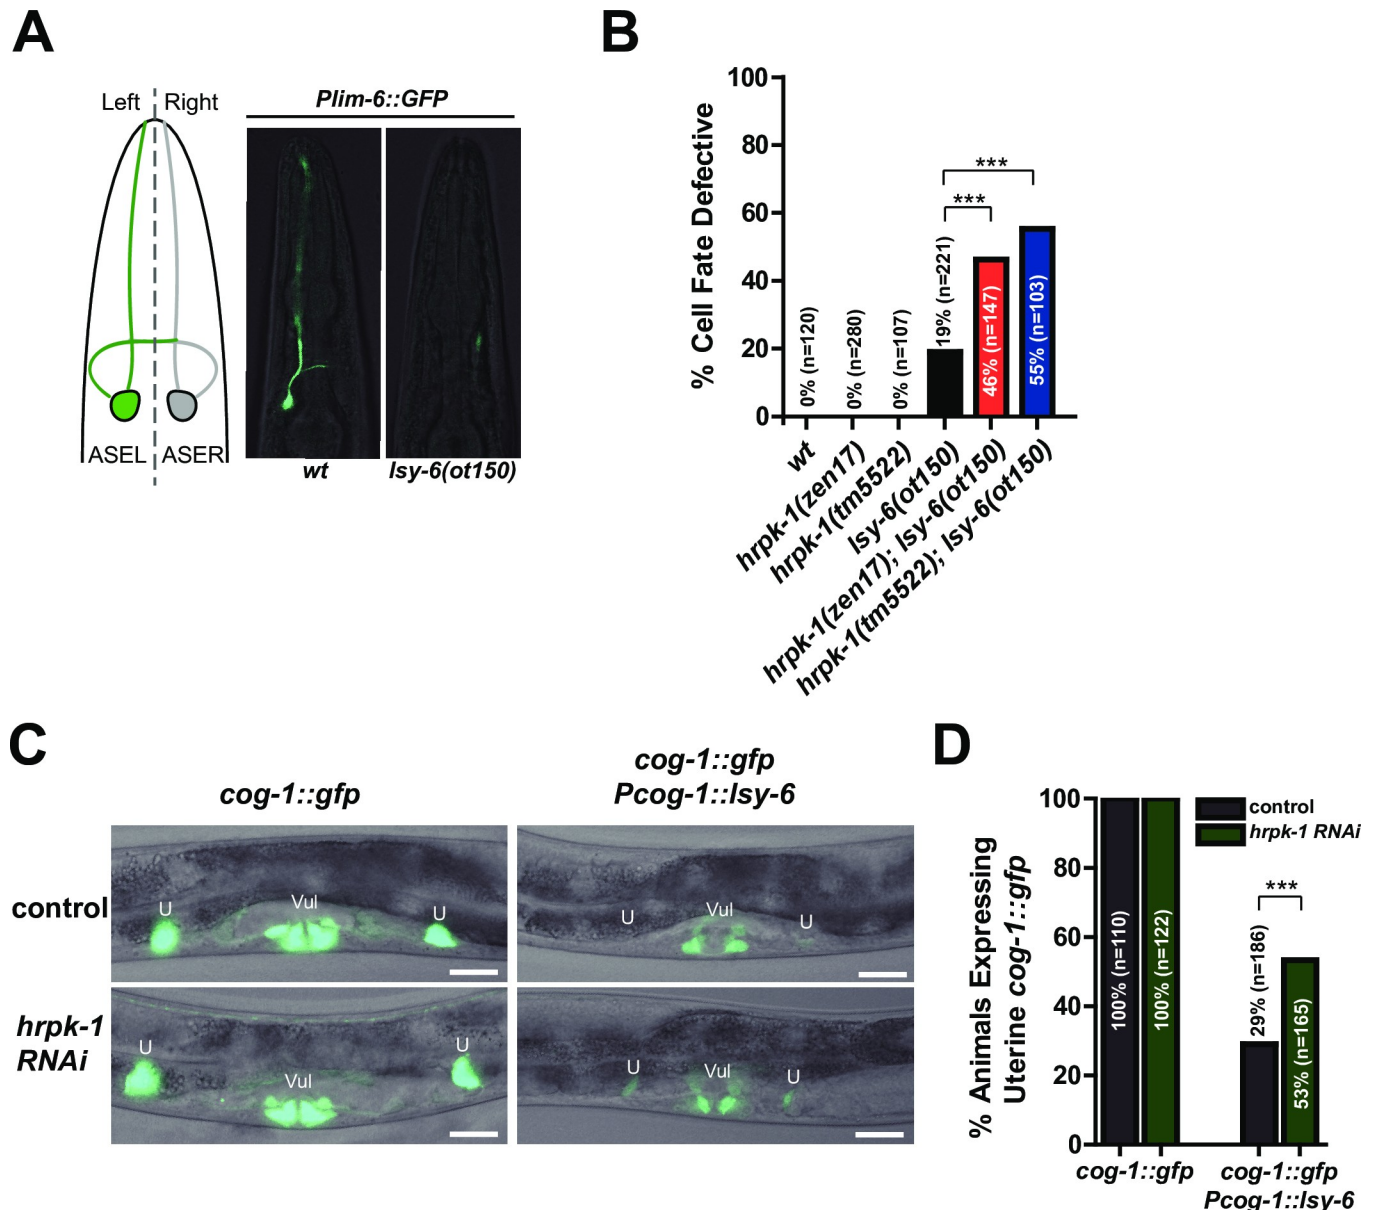 A
Left Right
ASEL ASER
Plim-6::GFP
wt
lsy-6(ot150)
B
% Cell Fate Defective
100
80
60
40
20
0
0% (n=120)
0% (n=280)
0% (n=107)
19% (n=221)
46% (n=147)
55% (n=103)
***
***
wt
hrpk-1(zen17)
hrpk-1(tm5522)
lsy-6(ot150)
hrpk-1(zen17); lsy-6(ot150)
hrpk-1(tm5522); lsy-6(ot150)
C
cog-1::gfp
cog-1::gfp
Pcog-1::lsy-6
control
U Vul U
U Vul U
hrpk-1
RNAi
U Vul U
U Vul U
D
% Animals Expressing
Uterine cog-1::gfp
100
80
60
40
20
0
control
hrpk-1 RNAi
100% (n=110)
100% (n=122)
29% (n=186)
53% (n=165)
***
cog-1::gfp
cog-1::gfp
Pcog-1::lsy-6